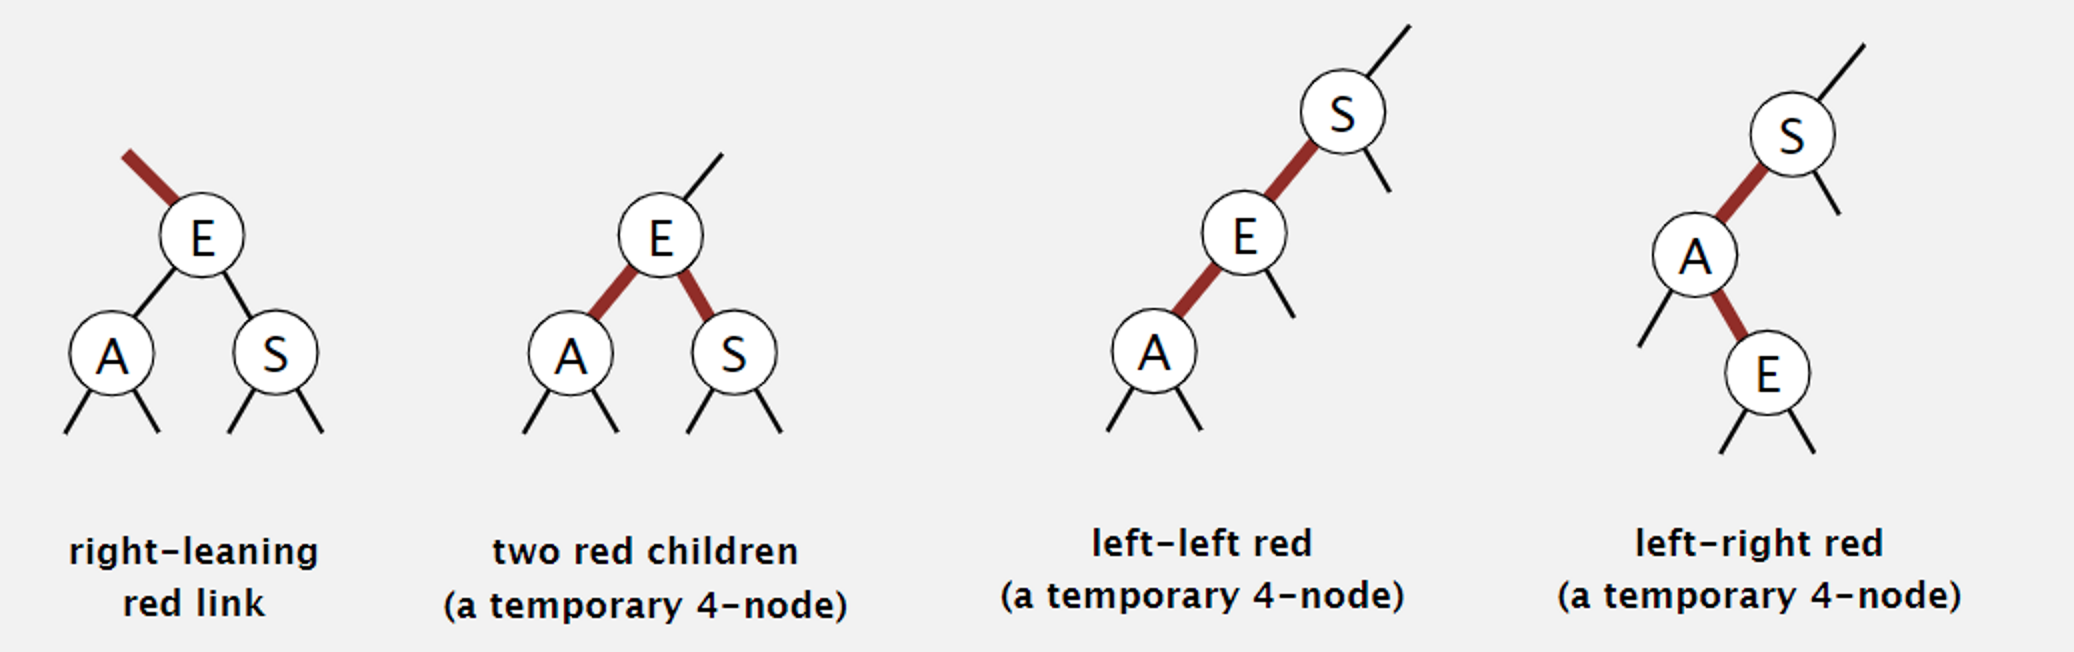 E
A S
right-leaning
red link
E
A S
two red children
(a temporary 4-node)
S
E
A
left-left red
(a temporary 4-node)
S
A
E
left-right red
(a temporary 4-node)